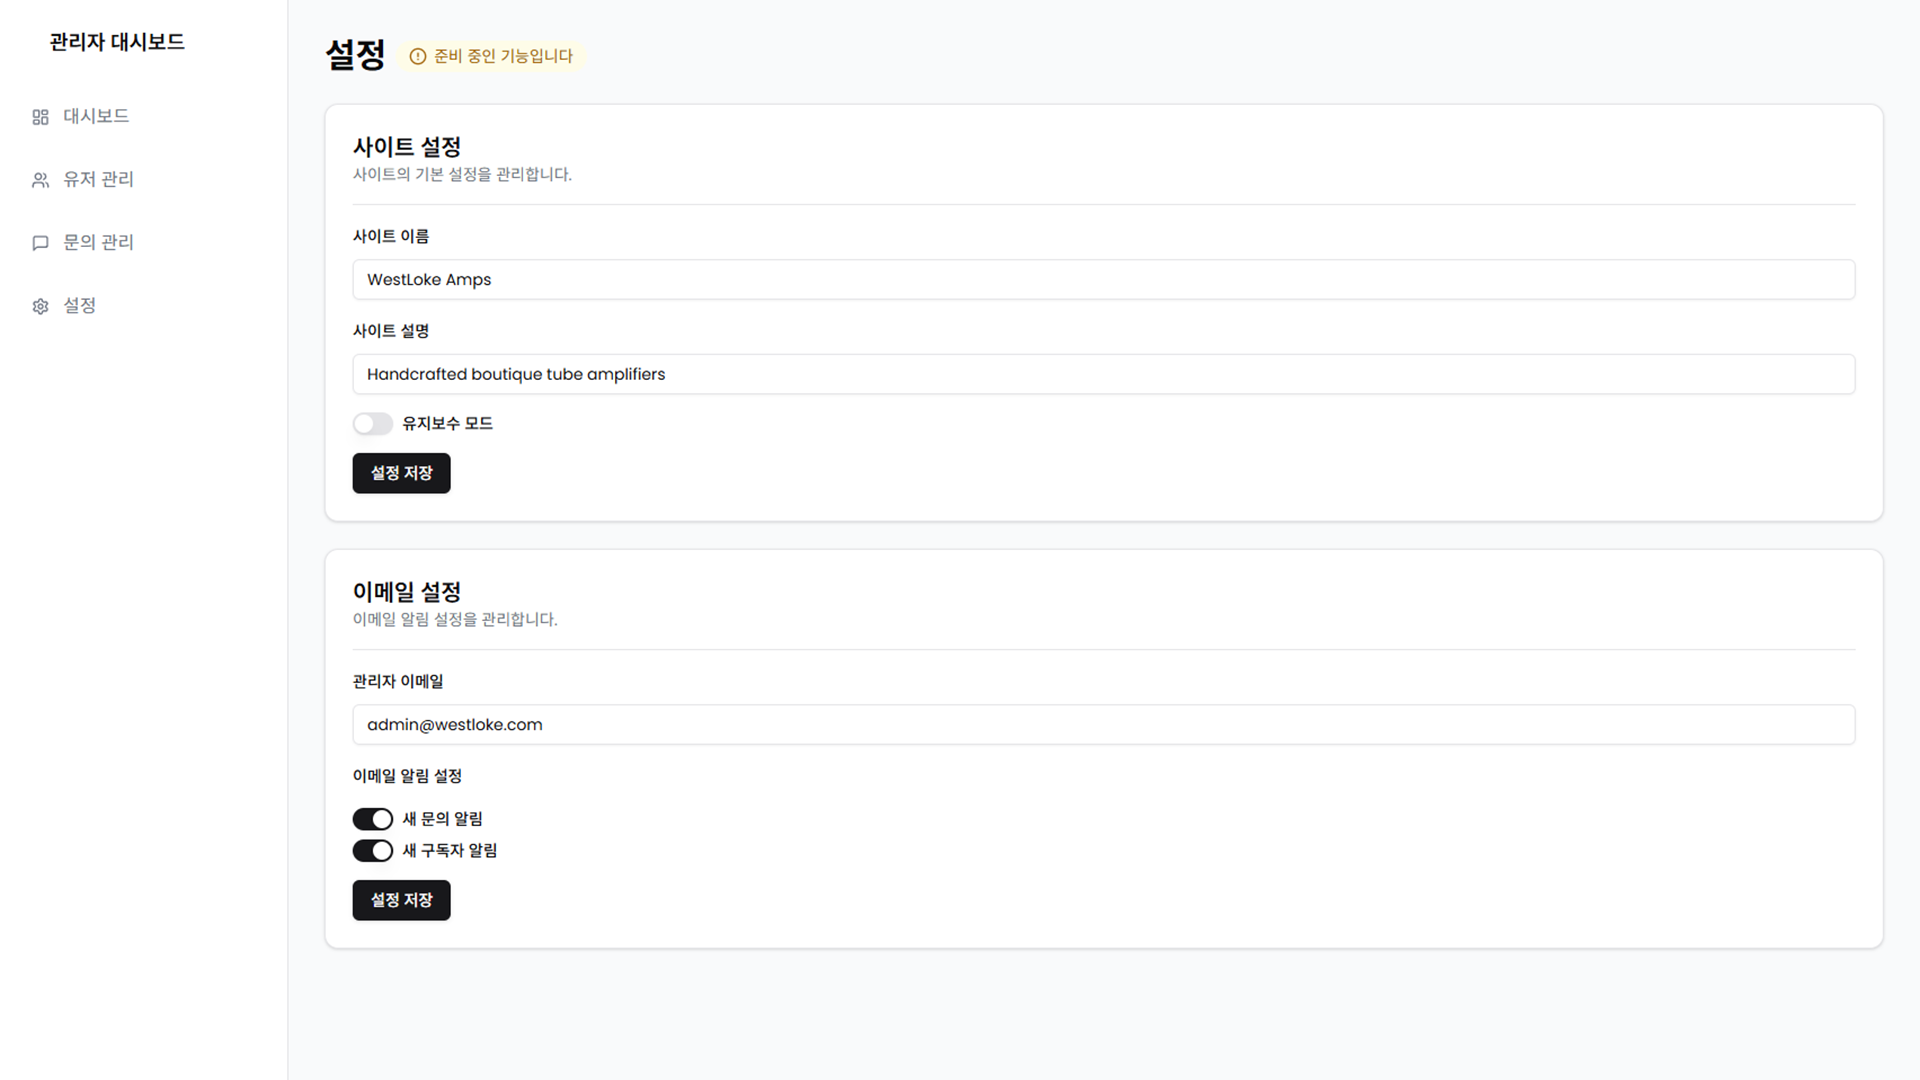 관리자 대시보드
대시보드
유저 관리
문의 관리
설정
설정
준비 중인 기능입니다
사이트 설정
사이트의 기본 설정을 관리합니다.
사이트 이름
WestLoke Amps
사이트 설명
Handcrafted boutique tube amplifiers
유지보수 모드
설정 저장
이메일 설정
이메일 알림 설정을 관리합니다.
관리자 이메일
admin@westloke.com
이메일 알림 설정
새 문의 알림
새 구독자 알림
설정 저장